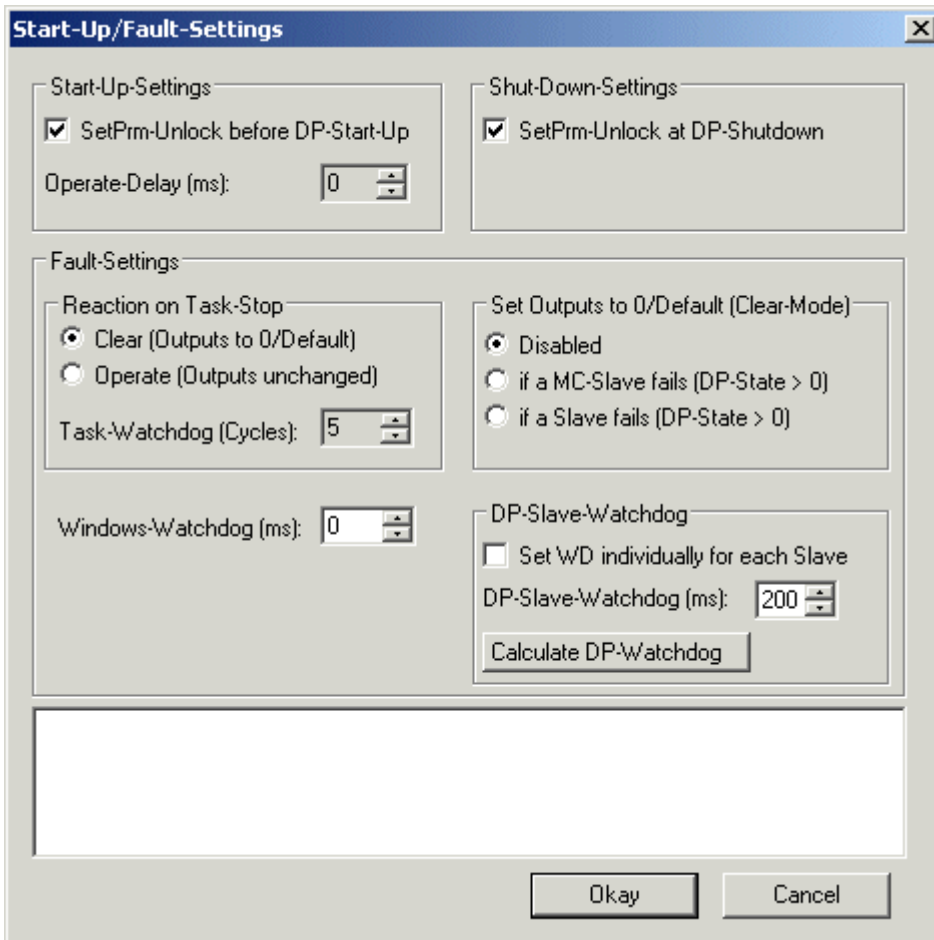 Start-Up/Fault-Settings
Start-Up-Settings
SetPrm-Unlock before DP-Start-Up
Operate-Delay (ms): 0
Shut-Down-Settings
SetPrm-Unlock at DP-Shutdown
Fault-Settings
Reaction on Task-Stop
Clear (Outputs to 0/Default)
Operate (Outputs unchanged)
Task-Watchdog (Cycles): 5
Set Outputs to 0/Default (Clear-Mode)
Disabled
if a MC-Slave fails (DP-State > 0)
if a Slave fails (DP-State > 0)
Windows-Watchdog (ms): 0
DP-Slave-Watchdog
Set WD individually for each Slave
DP-Slave-Watchdog (ms): 200
Calculate DP-Watchdog
Okay
Cancel